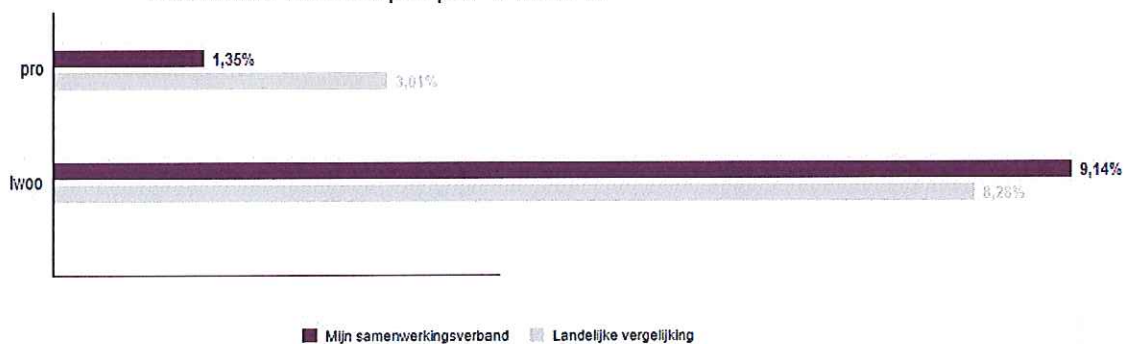 pro
1,35%
3,01%
lwoo
9,14%
8,28%
Mijn samenwerkingsverband Landelijke vergelijking